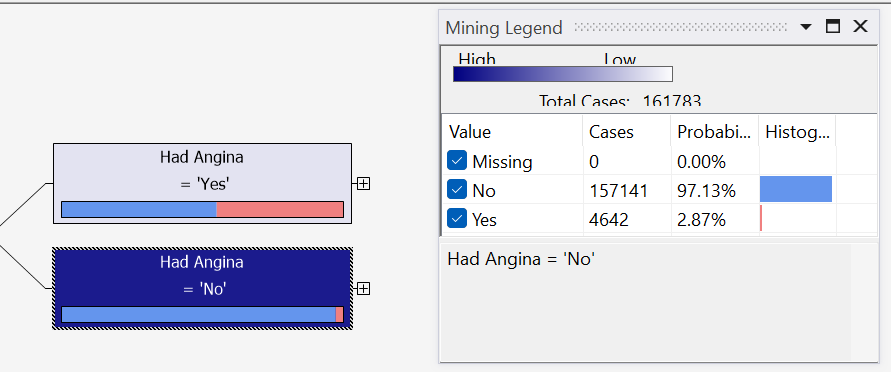 Mining Legend
High Low
Total Cases: 161783
Value Cases Probabi... Histog...
Missing 0 0.00%
No 157141 97.13%
Yes 4642 2.87%
Had Angina = 'No'
Had Angina
= 'Yes'
Had Angina
= 'No'